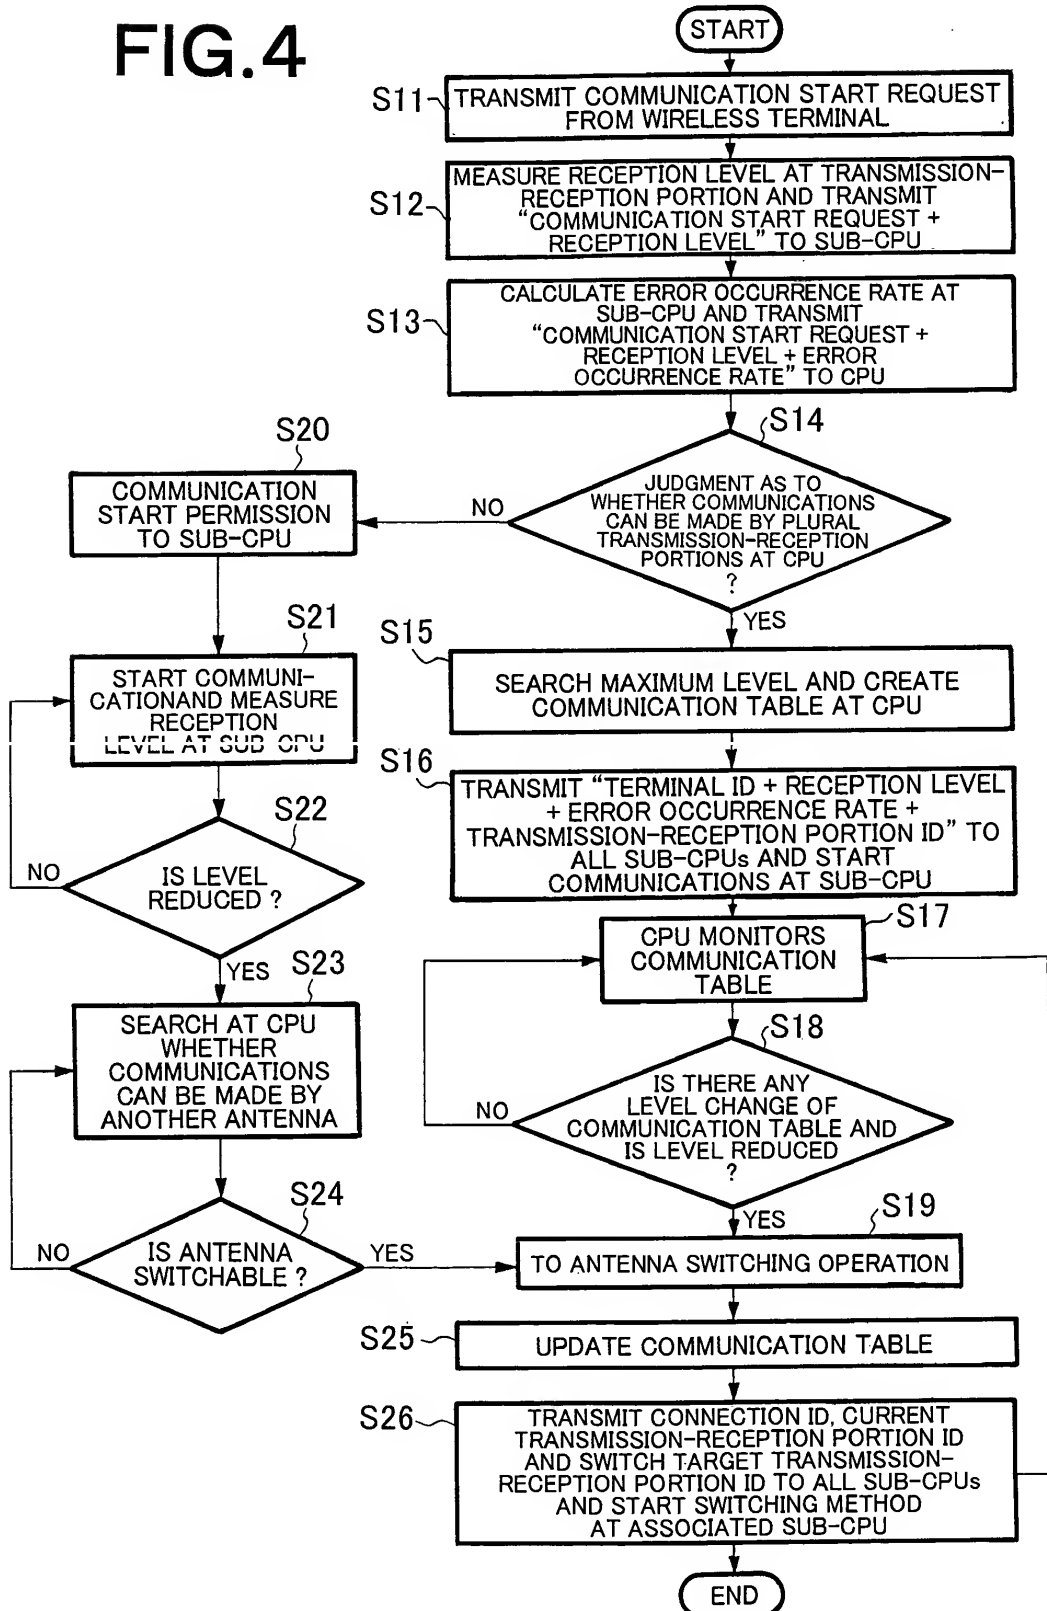 FIG.4
START
S11
TRANSMIT COMMUNICATION START REQUEST
FROM WIRELESS TERMINAL
S12
MEASURE RECEPTION LEVEL AT TRANSMISSION-
RECEPTION PORTION AND TRANSMIT
“COMMUNICATION START REQUEST +
RECEPTION LEVEL” TO SUB-CPU
S13
CALCULATE ERROR OCCURRENCE RATE AT
SUB-CPU AND TRANSMIT
“COMMUNICATION START REQUEST +
RECEPTION LEVEL + ERROR
OCCURRENCE RATE” TO CPU
S14
JUDGMENT AS TO
WHETHER COMMUNICATIONS
CAN BE MADE BY PLURAL
TRANSMISSION-RECEPTION
PORTIONS AT CPU
?
NO
YES
S20
COMMUNICATION
START PERMISSION
TO SUB-CPU
S21
START COMMUNI-
CATIONAND MEASURE
RECEPTION
LEVEL AT SUB-CPU
S22
IS LEVEL
REDUCED ?
NO
YES
S23
SEARCH AT CPU
WHETHER
COMMUNICATIONS
CAN BE MADE BY
ANOTHER ANTENNA
S24
IS ANTENNA
SWITCHABLE ?
NO
YES
S15
SEARCH MAXIMUM LEVEL AND CREATE
COMMUNICATION TABLE AT CPU
S16
TRANSMIT “TERMINAL ID + RECEPTION LEVEL
+ ERROR OCCURRENCE RATE +
TRANSMISSION-RECEPTION PORTION ID” TO
ALL SUB-CPUs AND START
COMMUNICATIONS AT SUB-CPU
S17
CPU MONITORS
COMMUNICATION
TABLE
S18
IS THERE ANY
LEVEL CHANGE OF
COMMUNICATION TABLE AND
IS LEVEL REDUCED
?
NO
YES
S19
TO ANTENNA SWITCHING OPERATION
S25
UPDATE COMMUNICATION TABLE
S26
TRANSMIT CONNECTION ID, CURRENT
TRANSMISSION-RECEPTION PORTION ID
AND SWITCH TARGET TRANSMISSION-
RECEPTION PORTION ID TO ALL SUB-CPUs
AND START SWITCHING METHOD
AT ASSOCIATED SUB-CPU
END